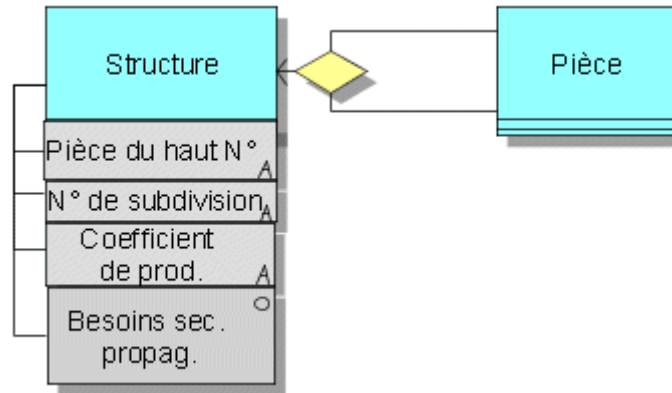 Structure
Pièce
Pièce du haut N°
A
N° de subdivision
A
Coefficient
de prod.
A
O
Besoins sec.
propag.